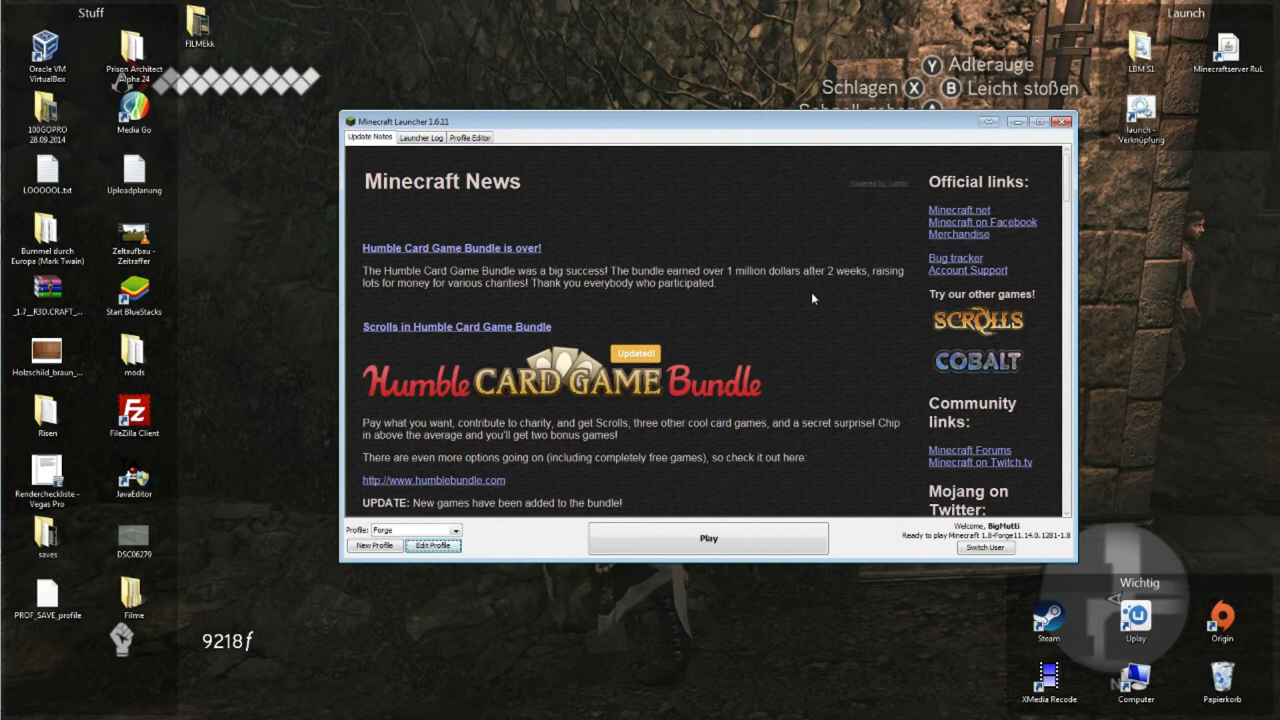 Stuff
Oracle VM
VirtualBox
Prison Architect
Alpha 24
FILMEkk
100GOPRO
28.09.2014
Media Go
LOOOOOL.txt
Uploadplanung
Bummel durch
Europa (Mark Twain)
Zeltaufbau -
Zeitraffer
_1.7__R3D.CRAFT_...
Start BlueStacks
Holzschild_braun_...
mods
Risen
FileZilla Client
Rendercheckliste -
Vegas Pro
JavaEditor
saves
DSC06279
PROF_SAVE_profile
Filme
9218f
Y Adlerauge
Schlagen X B Leicht stoßen
Minecraft Launcher 1.6.11
Update Notes Launcher Log Profile Editor
Minecraft News
Powered by Tumblr
Humble Card Game Bundle is over!
The Humble Card Game Bundle was a big success! The bundle earned over 1 million dollars after 2 weeks, raising
lots for money for various charities! Thank you everybody who participated.
Scrolls in Humble Card Game Bundle
Updated!
Humble CARD GAME Bundle
Pay what you want, contribute to charity, and get Scrolls, three other cool card games, and a secret surprise! Chip
in above the average and you'll get two bonus games!
There are even more options going on (including completely free games), so check it out here:
http://www.humblebundle.com
UPDATE: New games have been added to the bundle!
Official links:
Minecraft.net
Minecraft on Facebook
Merchandise
Bug tracker
Account Support
Try our other games!
SCROLLS
COBALT
Community
links:
Minecraft Forums
Minecraft on Twitch.tv
Mojang on
Twitter:
Profile: Forge
New Profile Edit Profile
Play
Welcome, BigMutti
Ready to play Minecraft 1.8-Forge11.14.0.1281-1.8
Switch User
Launch
LBM S1
Minecraftserver RuL
launch -
Verknüpfung
Wichtig
Steam
Uplay
Origin
XMedia Recode
Computer
Papierkorb